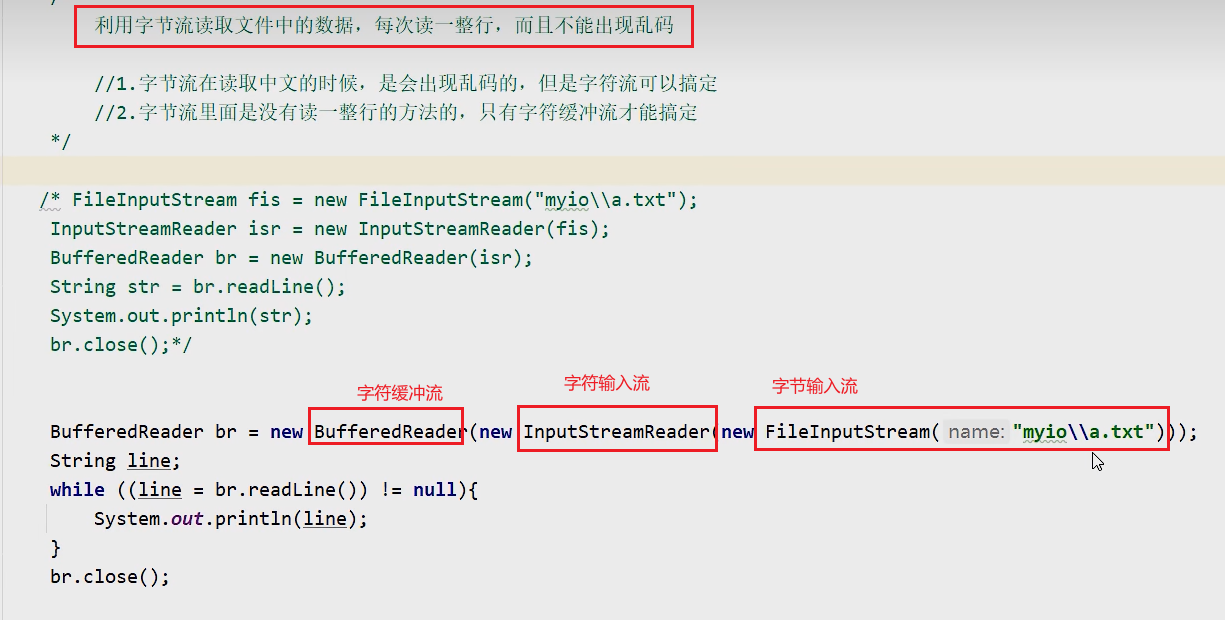 /
利用字节流读取文件中的数据，每次读一整行，而且不能出现乱码
//1.字节流在读取中文的时候，是会出现乱码的，但是字符流可以搞定
//2.字节流里面是没有读一整行的方法的，只有字符缓冲流才能搞定
*/
/* FileInputStream fis = new FileInputStream("myio\\a.txt");
InputStreamReader isr = new InputStreamReader(fis);
BufferedReader br = new BufferedReader(isr);
String str = br.readLine();
System.out.println(str);
br.close();*/
字符缓冲流 字符输入流 字节输入流
BufferedReader br = new BufferedReader(new InputStreamReader(new FileInputStream( name: "myio\\a.txt")));
String line;
while ((line = br.readLine()) != null){
System.out.println(line);
}
br.close();